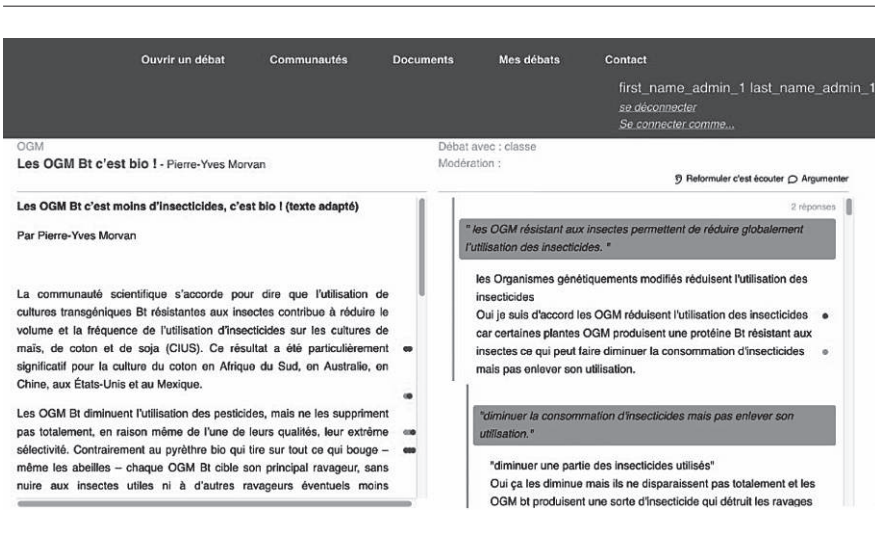 Ouvrir un débat Communautés Documents Mes débats Contact
first_name_admin_1 last_name_admin_1
se déconnecter
Se connecter comme...
OGM
Les OGM Bt c'est bio ! - Pierre-Yves Morvan
Débat avec : classe
Modération :
Reformuler c'est écouter Argumenter
Les OGM Bt c'est moins d'insecticides, c'est bio ! (texte adapté)
Par Pierre-Yves Morvan
La communauté scientifique s'accorde pour dire que l'utilisation de
cultures transgéniques Bt résistantes aux insectes contribue à réduire le
volume et la fréquence de l'utilisation d'insecticides sur les cultures de
maïs, de coton et de soja (CIUS). Ce résultat a été particulièrement
significatif pour la culture du coton en Afrique du Sud, en Australie, en
Chine, aux États-Unis et au Mexique.
Les OGM Bt diminuent l'utilisation des pesticides, mais ne les suppriment
pas totalement, en raison même de l'une de leurs qualités, leur extrême
sélectivité. Contrairement au pyrèthre bio qui tire sur tout ce qui bouge –
même les abeilles – chaque OGM Bt cible son principal ravageur, sans
nuire aux insectes utiles ni à d'autres ravageurs éventuels moins
2 réponses
" les OGM résistant aux insectes permettent de réduire globalement
l'utilisation des insecticides. "
les Organismes génétiquements modifiés réduisent l'utilisation des
insecticides
Oui je suis d'accord les OGM réduisent l'utilisation des insecticides
car certaines plantes OGM produisent une protéine Bt résistant aux
insectes ce qui peut faire diminuer la consommation d'insecticides
mais pas enlever son utilisation.
"diminuer la consommation d'insecticides mais pas enlever son
utilisation."
"diminuer une partie des insecticides utilisés"
Oui ça les diminue mais ils ne disparaissent pas totalement et les
OGM bt produisent une sorte d'insecticide qui détruit les ravages